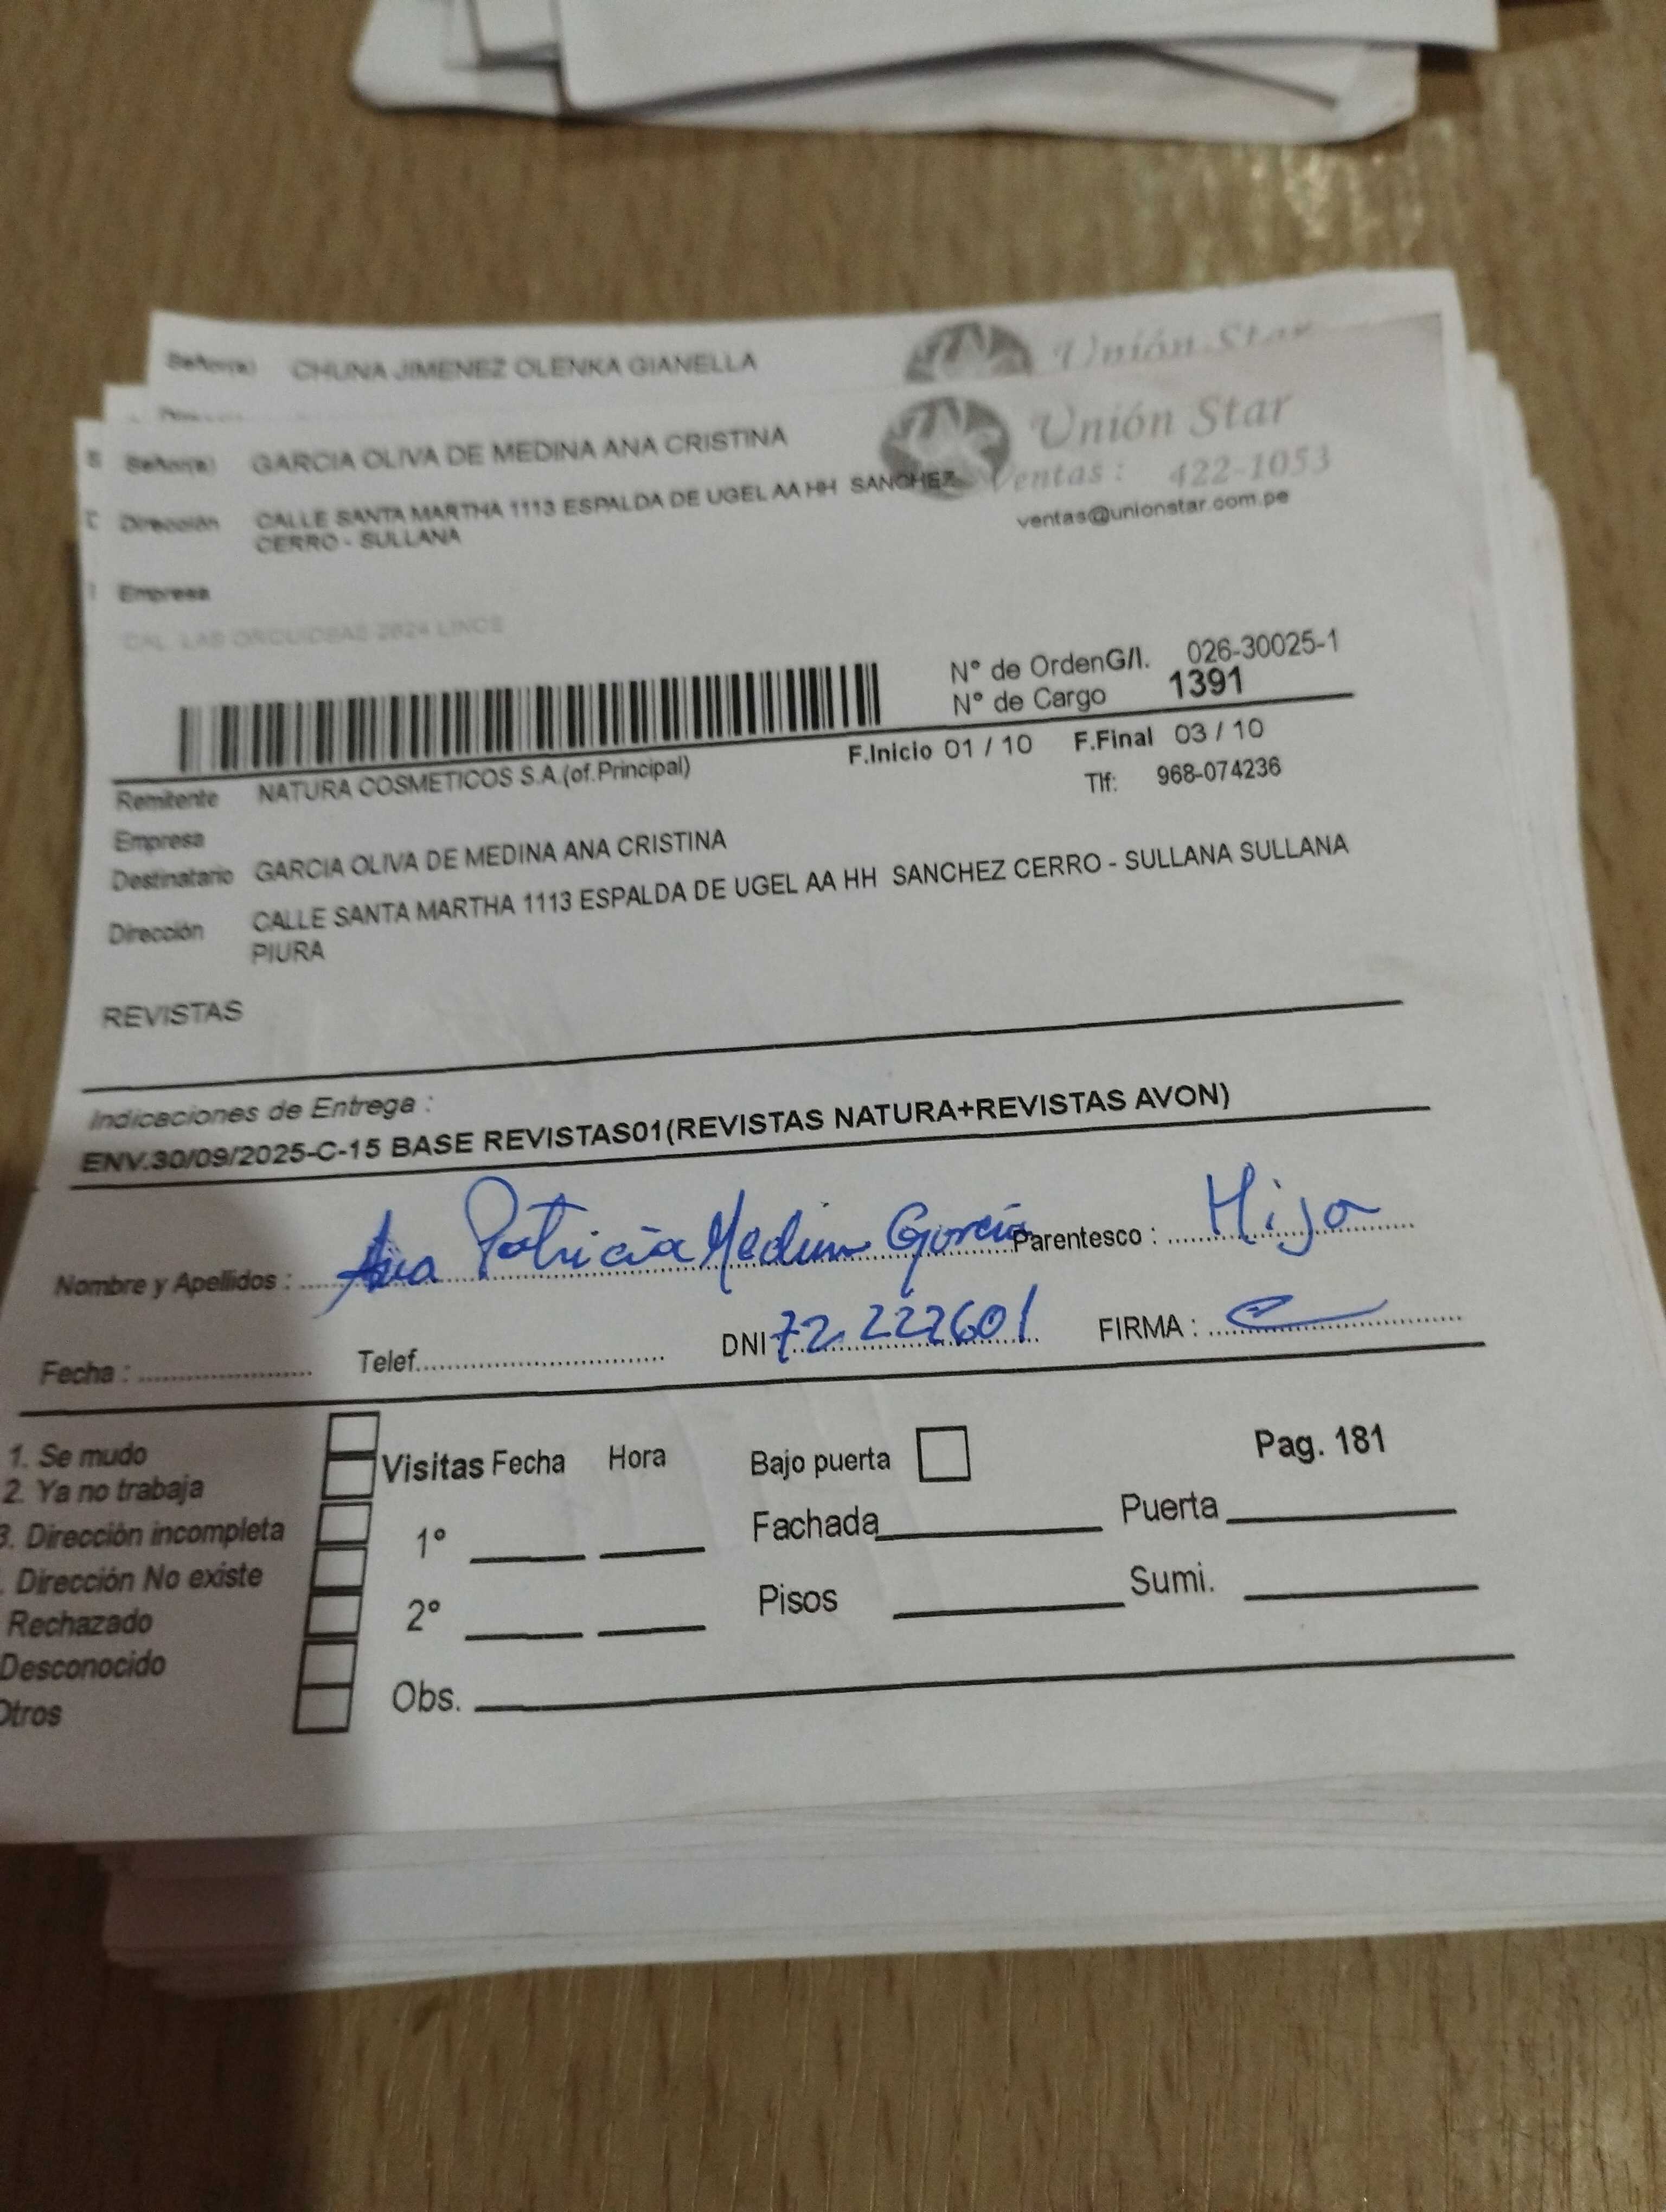 Señor(a) CHUNA JIMENEZ OLENKA GIANELLA Unión Star
Señor(a) GARCIA OLIVA DE MEDINA ANA CRISTINA Unión Star
Ventas : 422-1053
Dirección CALLE SANTA MARTHA 1113 ESPALDA DE UGEL AA HH SANCHEZ
CERRO - SULLANA
ventas@unionstar.com.pe
Empresa
CAL. LAS ORQUIDEAS 2624 LINCE
N° de OrdenG/I. 026-30025-1
N° de Cargo 1391
F.Inicio 01 / 10 F.Final 03 / 10
Remitente NATURA COSMETICOS S.A.(of.Principal) Tlf: 968-074236
Empresa
Destinatario GARCIA OLIVA DE MEDINA ANA CRISTINA
Dirección CALLE SANTA MARTHA 1113 ESPALDA DE UGEL AA HH SANCHEZ CERRO - SULLANA SULLANA
PIURA
REVISTAS
Indicaciones de Entrega :
ENV.30/09/2025-C-15 BASE REVISTAS01(REVISTAS NATURA+REVISTAS AVON)
Nombre y Apellidos : Ana Patricia Medina García Parentesco : Hija
Fecha : Telef. DNI 72222601 FIRMA :
1. Se mudo
2. Ya no trabaja
3. Dirección incompleta
. Dirección No existe
Rechazado
Desconocido
Otros
Visitas Fecha Hora Bajo puerta Pag. 181
1° Fachada Puerta
2° Pisos Sumi.
Obs.